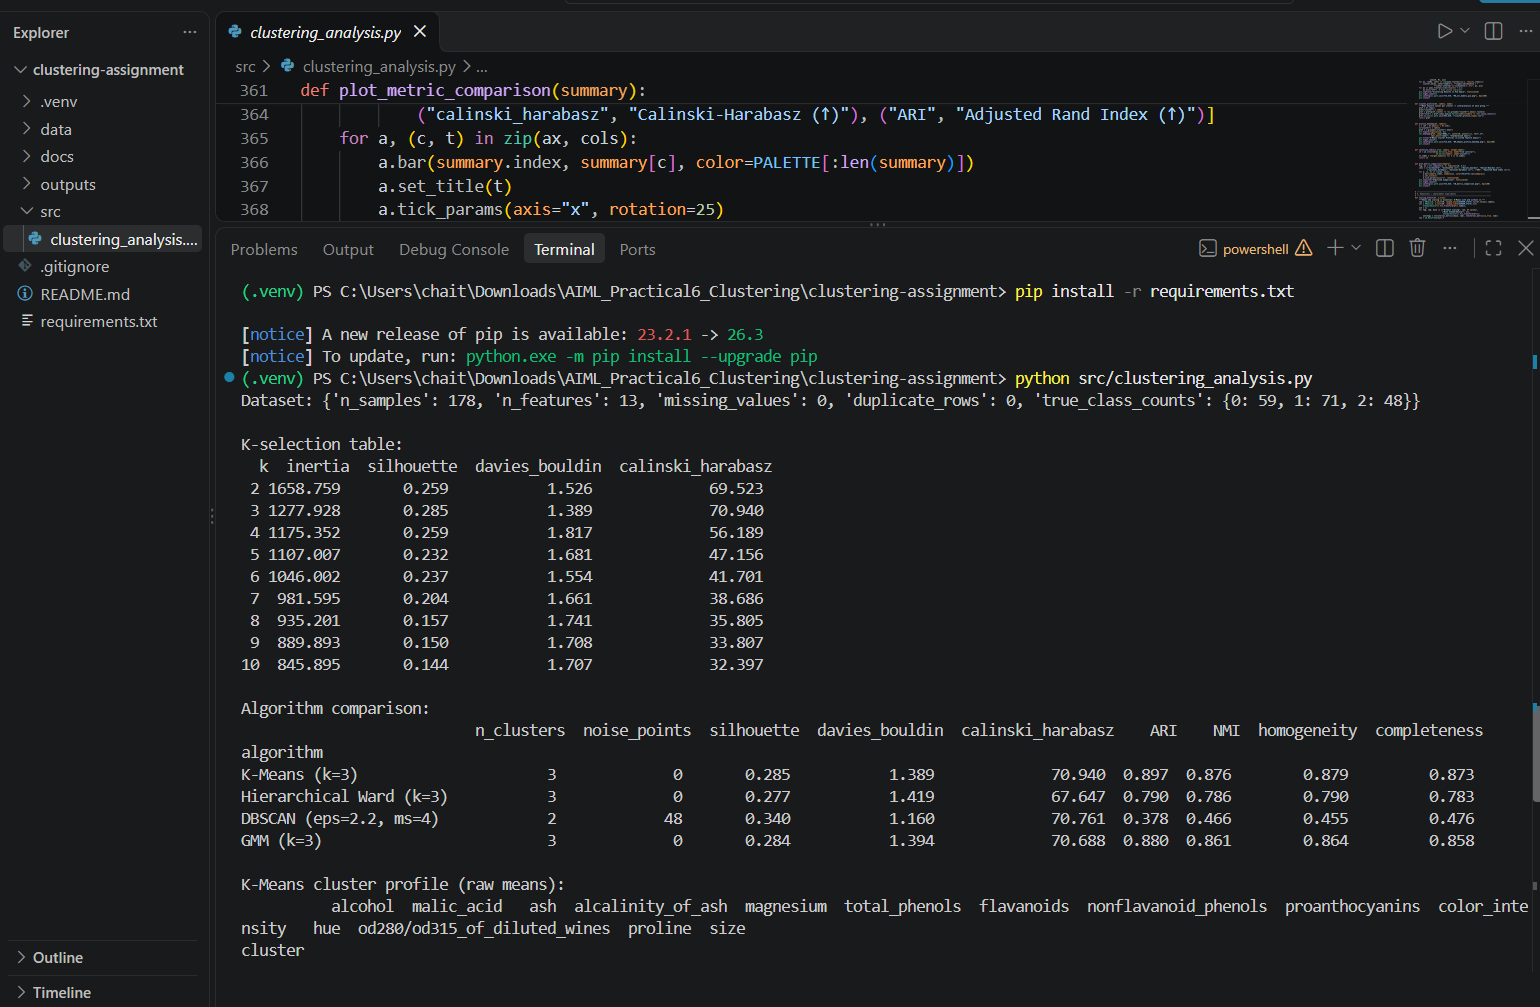 Explorer
clustering-assignment
.venv
data
docs
outputs
src
clustering_analysis....
.gitignore
README.md
requirements.txt
Outline
Timeline
clustering_analysis.py
src > clustering_analysis.py > ...
361 def plot_metric_comparison(summary):
364 ("calinski_harabasz", "Calinski-Harabasz (↑)"), ("ARI", "Adjusted Rand Index (↑)")]
365 for a, (c, t) in zip(ax, cols):
366 a.bar(summary.index, summary[c], color=PALETTE[:len(summary)])
367 a.set_title(t)
368 a.tick_params(axis="x", rotation=25)
Problems Output Debug Console Terminal Ports
powershell
(.venv) PS C:\Users\chait\Downloads\AIML_Practical6_Clustering\clustering-assignment> pip install -r requirements.txt
[notice] A new release of pip is available: 23.2.1 -> 26.3
[notice] To update, run: python.exe -m pip install --upgrade pip
(.venv) PS C:\Users\chait\Downloads\AIML_Practical6_Clustering\clustering-assignment> python src/clustering_analysis.py
Dataset: {'n_samples': 178, 'n_features': 13, 'missing_values': 0, 'duplicate_rows': 0, 'true_class_counts': {0: 59, 1: 71, 2: 48}}
K-selection table:
k inertia silhouette davies_bouldin calinski_harabasz
2 1658.759 0.259 1.526 69.523
3 1277.928 0.285 1.389 70.940
4 1175.352 0.259 1.817 56.189
5 1107.007 0.232 1.681 47.156
6 1046.002 0.237 1.554 41.701
7 981.595 0.204 1.661 38.686
8 935.201 0.157 1.741 35.805
9 889.893 0.150 1.708 33.807
10 845.895 0.144 1.707 32.397
Algorithm comparison:
n_clusters noise_points silhouette davies_bouldin calinski_harabasz ARI NMI homogeneity completeness
algorithm
K-Means (k=3) 3 0 0.285 1.389 70.940 0.897 0.876 0.879 0.873
Hierarchical Ward (k=3) 3 0 0.277 1.419 67.647 0.790 0.786 0.790 0.783
DBSCAN (eps=2.2, ms=4) 2 48 0.340 1.160 70.761 0.378 0.466 0.455 0.476
GMM (k=3) 3 0 0.284 1.394 70.688 0.880 0.861 0.864 0.858
K-Means cluster profile (raw means):
alcohol malic_acid ash alcalinity_of_ash magnesium total_phenols flavanoids nonflavanoid_phenols proanthocyanins color_inte
nsity hue od280/od315_of_diluted_wines proline size
cluster